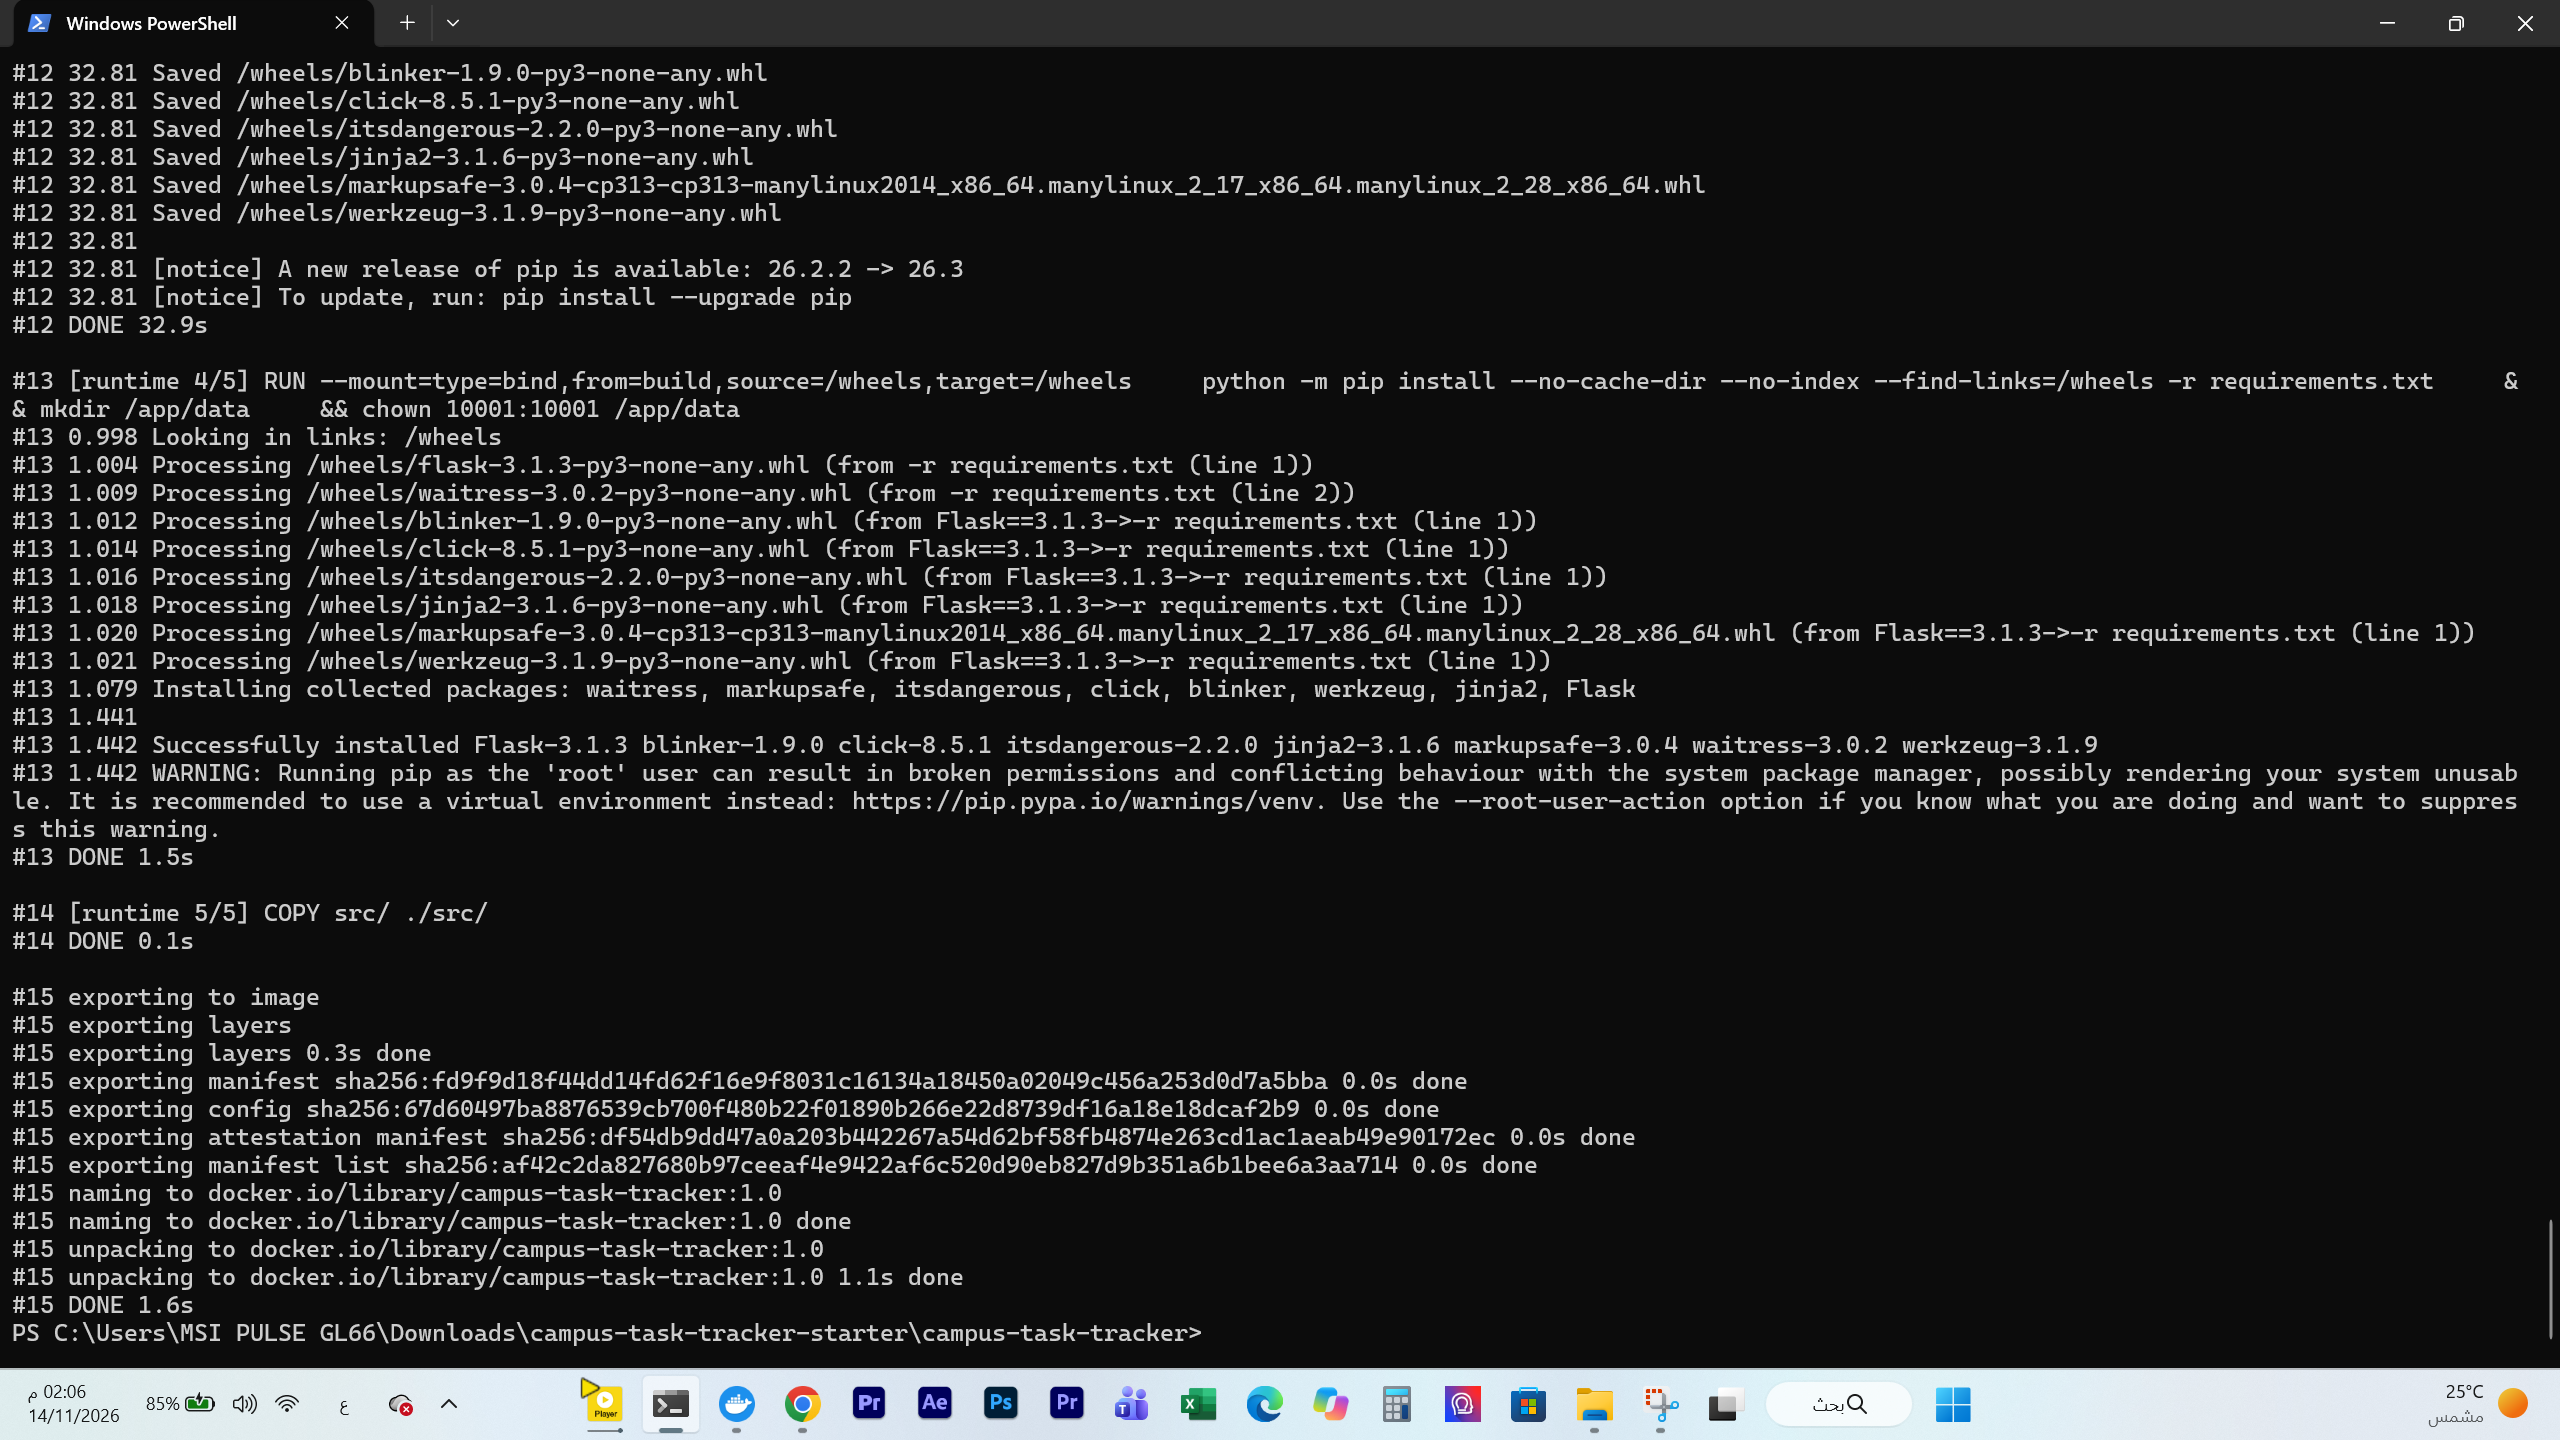 Windows PowerShell
#12 32.81 Saved /wheels/blinker-1.9.0-py3-none-any.whl
#12 32.81 Saved /wheels/click-8.5.1-py3-none-any.whl
#12 32.81 Saved /wheels/itsdangerous-2.2.0-py3-none-any.whl
#12 32.81 Saved /wheels/jinja2-3.1.6-py3-none-any.whl
#12 32.81 Saved /wheels/markupsafe-3.0.4-cp313-cp313-manylinux2014_x86_64.manylinux_2_17_x86_64.manylinux_2_28_x86_64.whl
#12 32.81 Saved /wheels/werkzeug-3.1.9-py3-none-any.whl
#12 32.81
#12 32.81 [notice] A new release of pip is available: 26.2.2 -> 26.3
#12 32.81 [notice] To update, run: pip install --upgrade pip
#12 DONE 32.9s
#13 [runtime 4/5] RUN --mount=type=bind,from=build,source=/wheels,target=/wheels     python -m pip install --no-cache-dir --no-index --find-links=/wheels -r requirements.txt     &
& mkdir /app/data     && chown 10001:10001 /app/data
#13 0.998 Looking in links: /wheels
#13 1.004 Processing /wheels/flask-3.1.3-py3-none-any.whl (from -r requirements.txt (line 1))
#13 1.009 Processing /wheels/waitress-3.0.2-py3-none-any.whl (from -r requirements.txt (line 2))
#13 1.012 Processing /wheels/blinker-1.9.0-py3-none-any.whl (from Flask==3.1.3->-r requirements.txt (line 1))
#13 1.014 Processing /wheels/click-8.5.1-py3-none-any.whl (from Flask==3.1.3->-r requirements.txt (line 1))
#13 1.016 Processing /wheels/itsdangerous-2.2.0-py3-none-any.whl (from Flask==3.1.3->-r requirements.txt (line 1))
#13 1.018 Processing /wheels/jinja2-3.1.6-py3-none-any.whl (from Flask==3.1.3->-r requirements.txt (line 1))
#13 1.020 Processing /wheels/markupsafe-3.0.4-cp313-cp313-manylinux2014_x86_64.manylinux_2_17_x86_64.manylinux_2_28_x86_64.whl (from Flask==3.1.3->-r requirements.txt (line 1))
#13 1.021 Processing /wheels/werkzeug-3.1.9-py3-none-any.whl (from Flask==3.1.3->-r requirements.txt (line 1))
#13 1.079 Installing collected packages: waitress, markupsafe, itsdangerous, click, blinker, werkzeug, jinja2, Flask
#13 1.441
#13 1.442 Successfully installed Flask-3.1.3 blinker-1.9.0 click-8.5.1 itsdangerous-2.2.0 jinja2-3.1.6 markupsafe-3.0.4 waitress-3.0.2 werkzeug-3.1.9
#13 1.442 WARNING: Running pip as the 'root' user can result in broken permissions and conflicting behaviour with the system package manager, possibly rendering your system unusab
le. It is recommended to use a virtual environment instead: https://pip.pypa.io/warnings/venv. Use the --root-user-action option if you know what you are doing and want to suppres
s this warning.
#13 DONE 1.5s
#14 [runtime 5/5] COPY src/ ./src/
#14 DONE 0.1s
#15 exporting to image
#15 exporting layers
#15 exporting layers 0.3s done
#15 exporting manifest sha256:fd9f9d18f44dd14fd62f16e9f8031c16134a18450a02049c456a253d0d7a5bba 0.0s done
#15 exporting config sha256:67d60497ba8876539cb700f480b22f01890b266e22d8739df16a18e18dcaf2b9 0.0s done
#15 exporting attestation manifest sha256:df54db9dd47a0a203b442267a54d62bf58fb4874e263cd1ac1aeab49e90172ec 0.0s done
#15 exporting manifest list sha256:af42c2da827680b97ceeaf4e9422af6c520d90eb827d9b351a6b1bee6a3aa714 0.0s done
#15 naming to docker.io/library/campus-task-tracker:1.0
#15 naming to docker.io/library/campus-task-tracker:1.0 done
#15 unpacking to docker.io/library/campus-task-tracker:1.0
#15 unpacking to docker.io/library/campus-task-tracker:1.0 1.1s done
#15 DONE 1.6s
PS C:\Users\MSI PULSE GL66\Downloads\campus-task-tracker-starter\campus-task-tracker>
02:06 م
14/11/2026
85%
ع
Player
Pr
Ae
Ps
Pr
T
X
بحث
25°C
مشمس